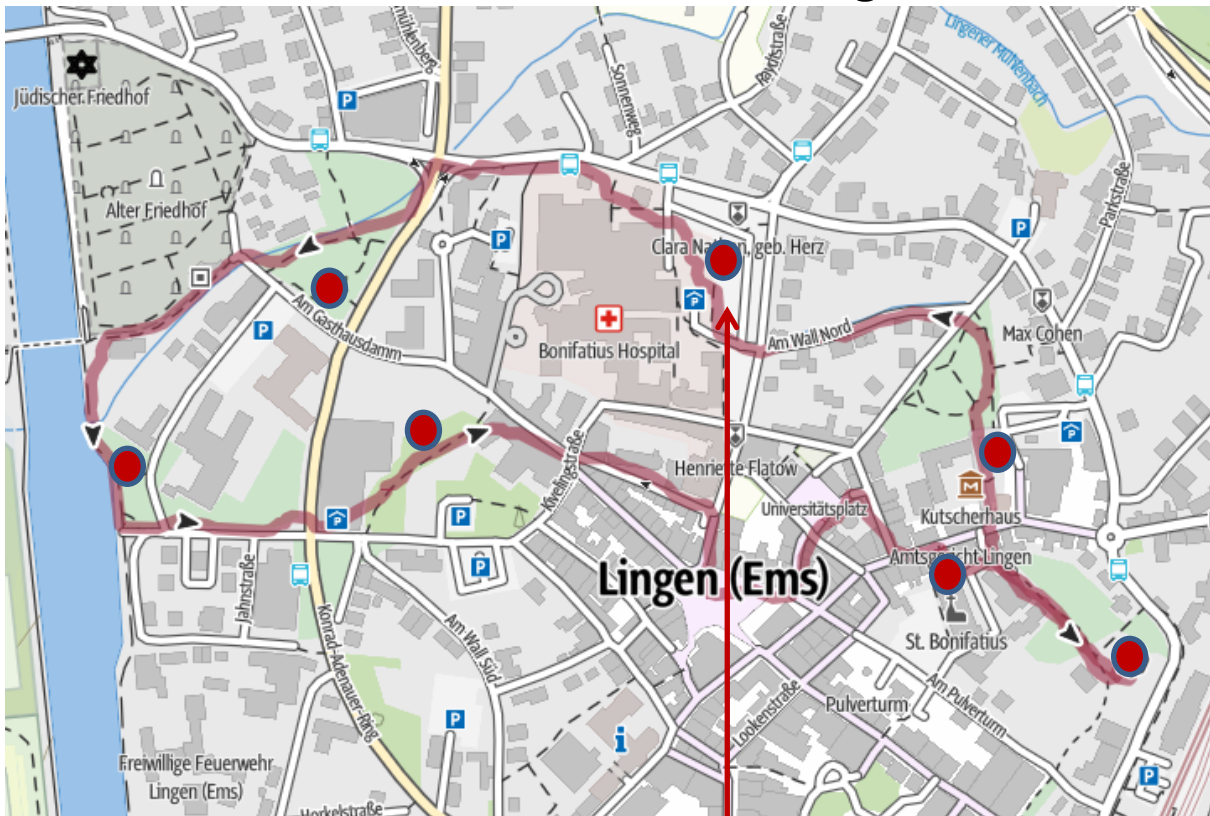 Lingener
Mühlenbach
mühlenberg
Raydtstraße
Sonnenweg
Jüdischer Friedhof
P
Parkstraße
Alter Friedhof
P
P
Clara Nathan, geb. Herz
P
P
Am Gasthausdamm
Am Wall Nord
Max Cohen
Bonifatius Hospital
P
Kivelingstraße
Henriette Flatow
M
Universitätsplatz
Kutscherhaus
P
P
P
Amtsgericht Lingen
Lingen (Ems)
Jahnstraße
Konrad-Adenauer-Ring
Am Wall Süd
St. Bonifatius
Am Pulverturm
Pulverturm
Lookenstraße
P
i
Freiwillige Feuerwehr
Lingen (Ems)
P